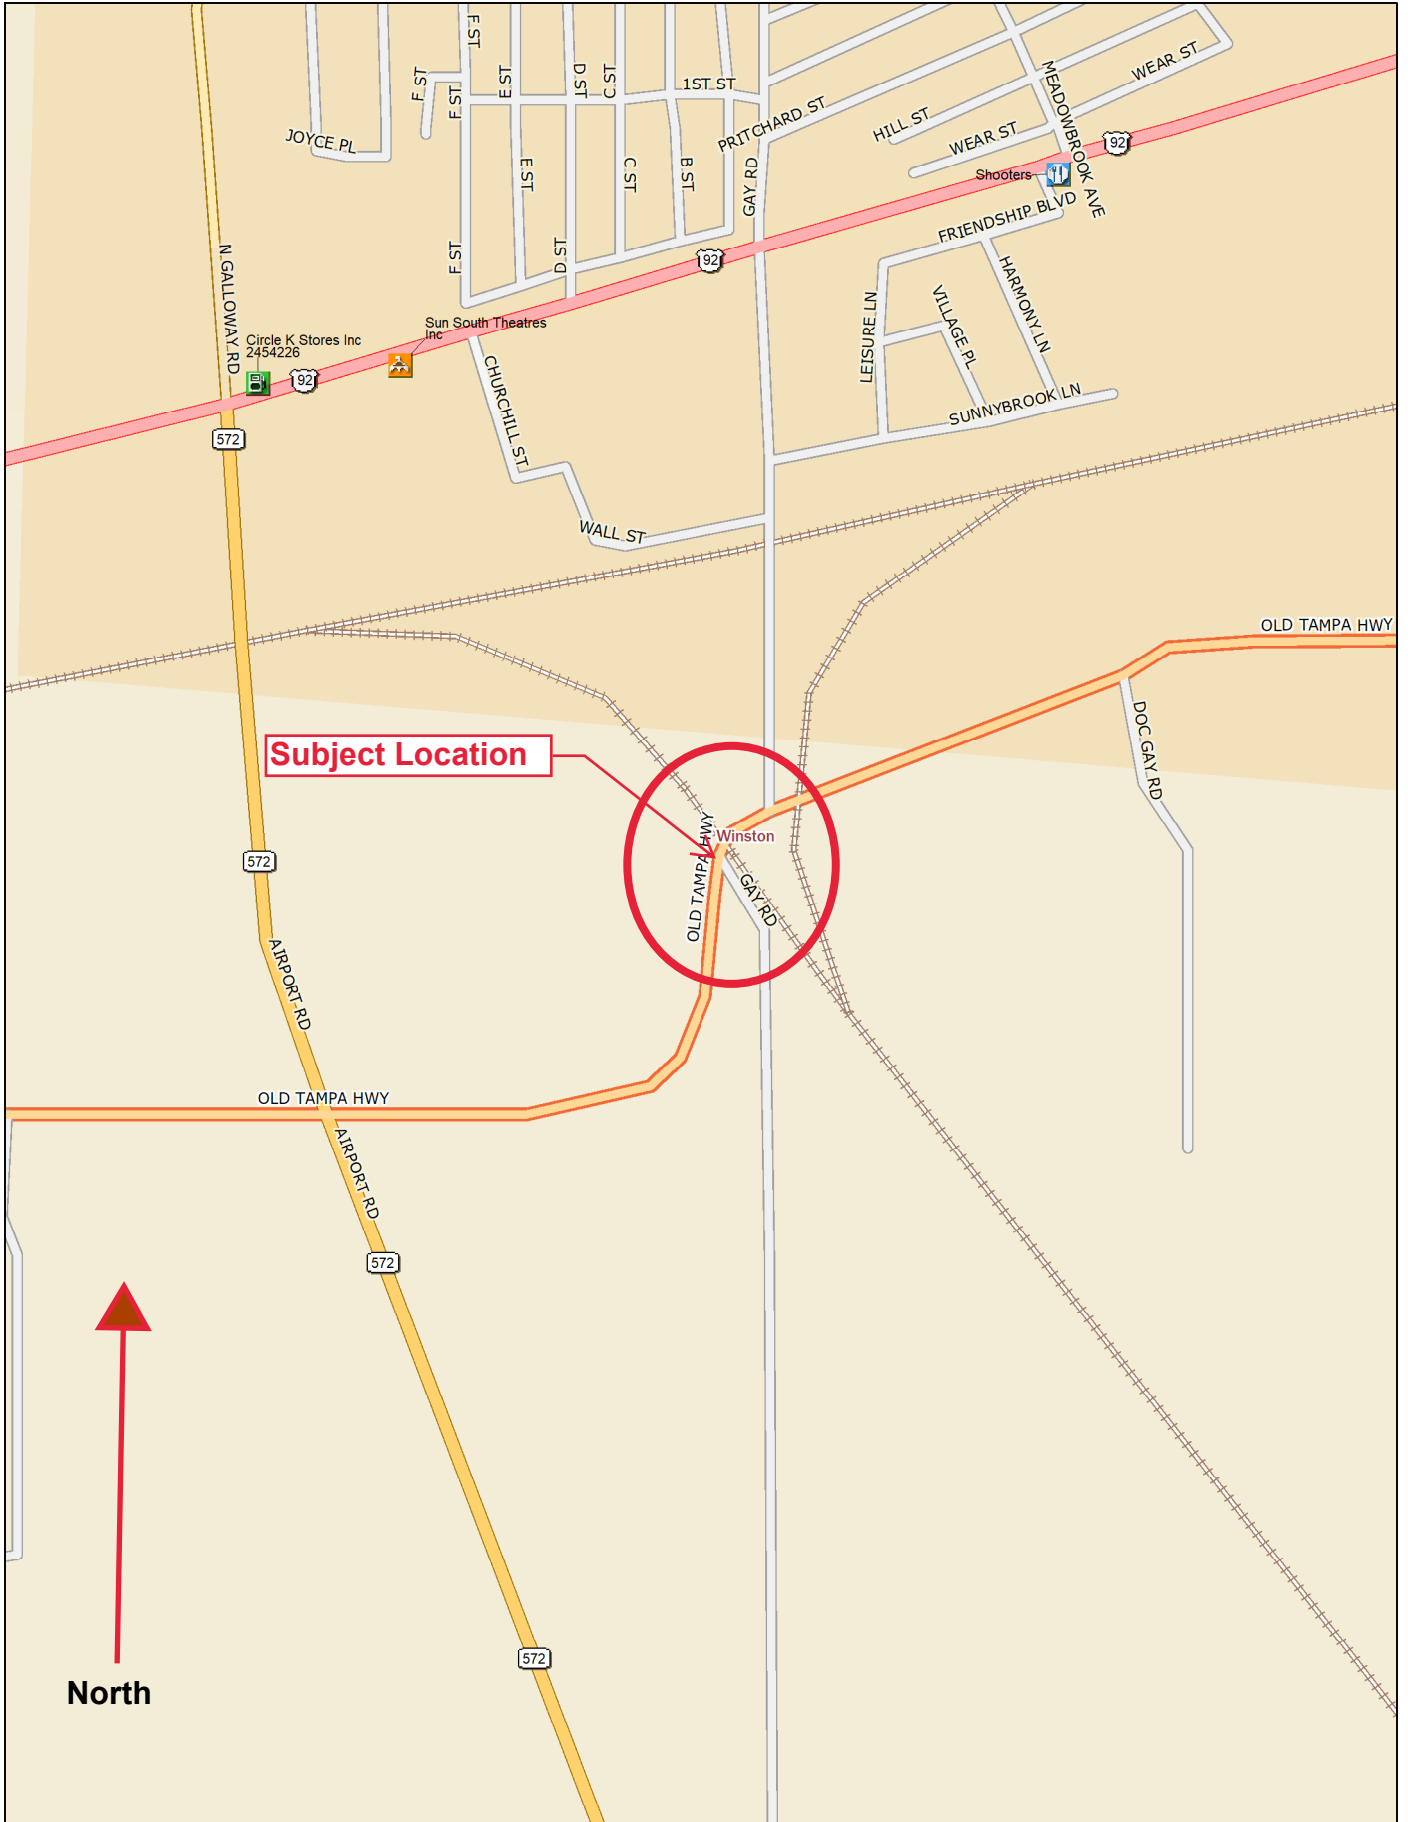 F ST
F ST
F ST
E ST
D ST
C ST
1ST ST
PRITCHARD ST
HILL ST
WEAR ST
MEADOWBROOK AVE
WEAR ST
92
JOYCE PL
E ST
C ST
B ST
GAY RD
Shooters
FRIENDSHIP BLVD
N GALLOWAY RD
F ST
D ST
92
LEISURE LN
VILLAGE PL
HARMONY LN
Sun South Theatres
Inc
Circle K Stores Inc
2454226
92
CHURCHILL ST
SUNNYBROOK LN
572
WALL ST
OLD TAMPA HWY
DOC GAY RD
Subject Location
Winston
OLD TAMPA HWY
GAY RD
572
AIRPORT RD
OLD TAMPA HWY
AIRPORT RD
572
572
North